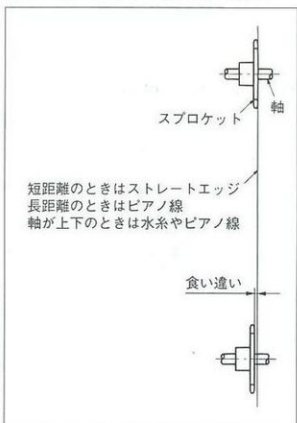 軸
スプロケット
短距離のときはストレートエッジ
長距離のときはピアノ線
軸が上下のときは水糸やピアノ線
食い違い